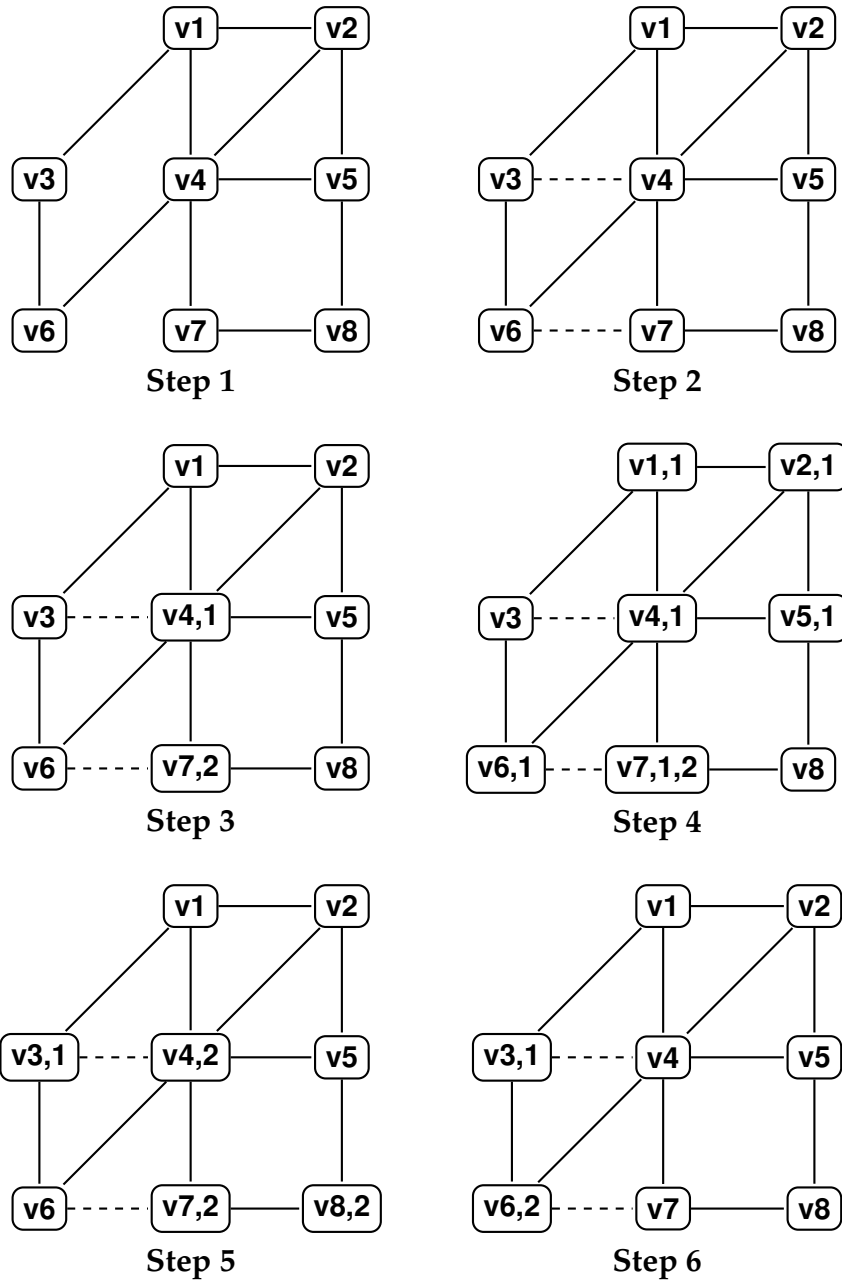 v1 v2 v1 v2
v3 v4 v5 v3 v4 v5
v6 v7 v8 v6 v7 v8
Step 1 Step 2
v1 v2 v1,1 v2,1
v3 v4,1 v5 v3 v4,1 v5,1
v6 v7,2 v8 v6,1 v7,1,2 v8
Step 3 Step 4
v1 v2 v1 v2
v3,1 v4,2 v5 v3,1 v4 v5
v6 v7,2 v8,2 v6,2 v7 v8
Step 5 Step 6